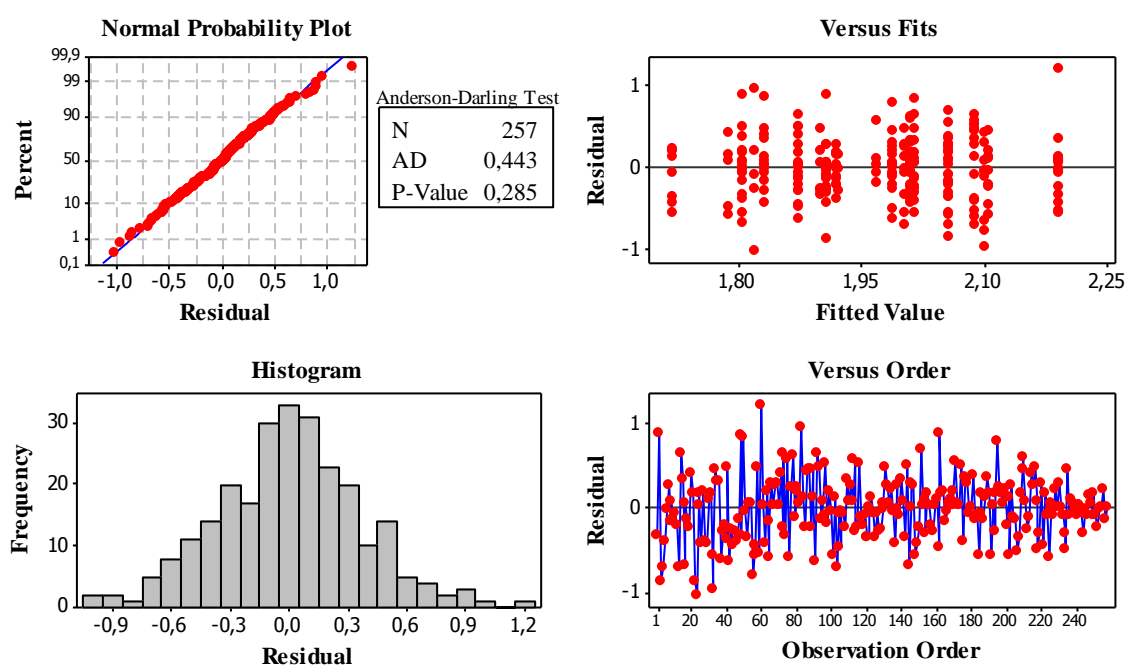 Normal Probability Plot
Percent
99,9
99
90
50
10
1
0,1
-1,0 -0,5 0,0 0,5 1,0
Residual
Anderson-Darling Test
N 257
AD 0,443
P-Value 0,285
Versus Fits
Residual
1
0
-1
1,80 1,95 2,10 2,25
Fitted Value
Histogram
Frequency
30
20
10
0
-0,9 -0,6 -0,3 0,0 0,3 0,6 0,9 1,2
Residual
Versus Order
Residual
1
0
-1
1 20 40 60 80 100 120 140 160 180 200 220 240
Observation Order